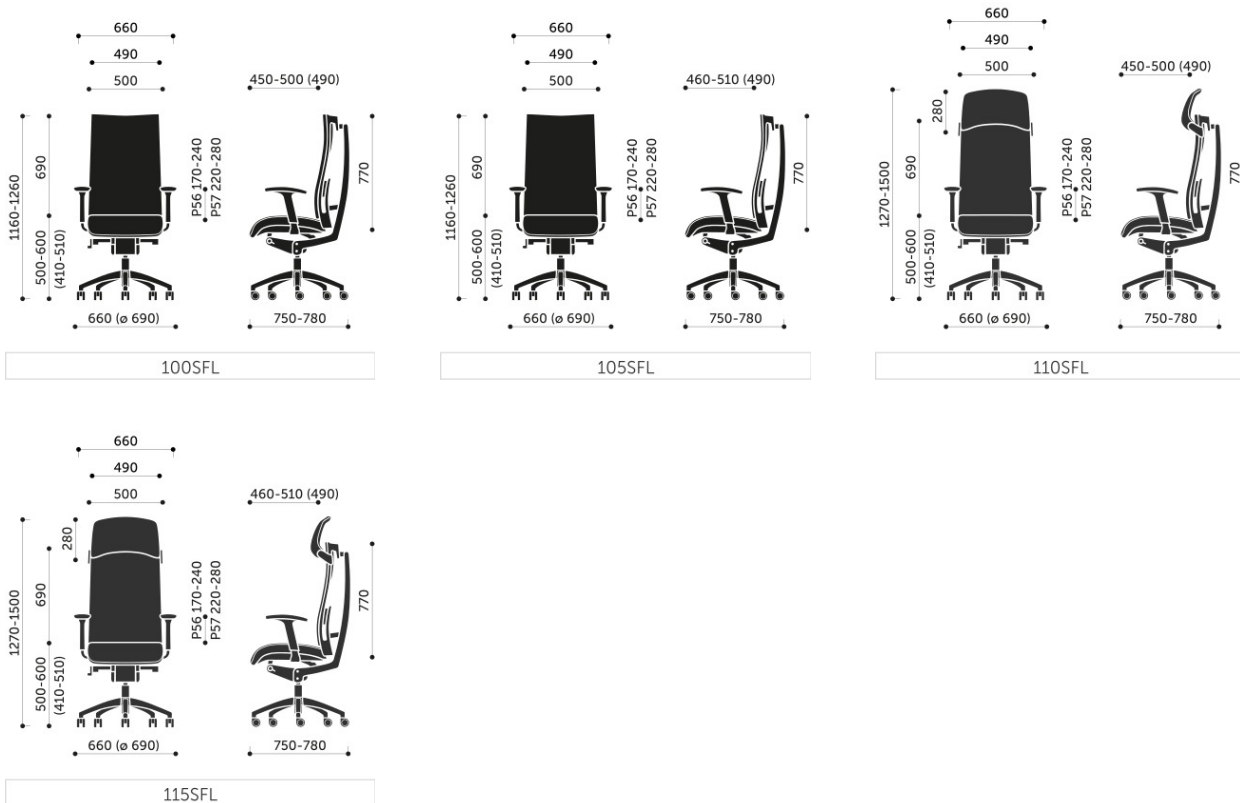 660
490
500
450-500 (490)
1160-1260
690
500-600
(410-510)
P56 170-240
P57 220-280
770
660 (ø 690)
750-780
100SFL
660
490
500
460-510 (490)
1160-1260
690
500-600
(410-510)
P56 170-240
P57 220-280
770
660 (ø 690)
750-780
105SFL
660
490
500
450-500 (490)
280
1270-1500
690
500-600
(410-510)
P56 170-240
P57 220-280
770
660 (ø 690)
750-780
110SFL
660
490
500
460-510 (490)
280
1270-1500
690
500-600
(410-510)
P56 170-240
P57 220-280
770
660 (ø 690)
750-780
115SFL